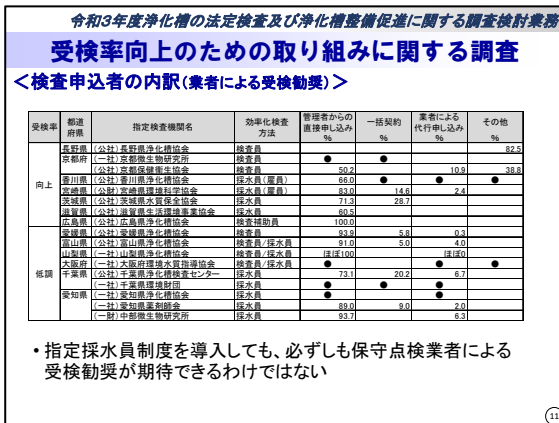 令和3年度浄化槽の法定検査及び浄化槽整備促進に関する調査検討業務
受検率向上のための取り組みに関する調査
＜検査申込者の内訳(業者による受検勧奨)＞
受検率 都道府県 指定検査機関名 効率化検査方法 管理者からの直接申し込み % 一括契約 % 業者による代行申し込み % その他 %
向上 長野県 (公社)長野県浄化槽協会 検査員 82.5
京都府 (一社)京都微生物研究所 検査員 ● ●
(公社)京都保健衛生協会 検査員 50.2 10.9 38.8
香川県 (公社)香川県浄化槽協会 採水員(雇員) 66.0 ● ● ●
宮崎県 (公財)宮崎県環境科学協会 採水員(雇員) 83.0 14.6 2.4
茨城県 (公社)茨城県水質保全協会 採水員 71.3 28.7
滋賀県 (公社)滋賀県生活環境事業協会 採水員 60.5
広島県 (公社)広島県浄化槽協会 検査補助員 100.0
低調 愛媛県 (公社)愛媛県浄化槽協会 検査員 93.9 5.8 0.3
富山県 (公社)富山県浄化槽協会 検査員/採水員 91.0 5.0 4.0
山梨県 (一社)山梨県浄化槽協会 検査員/採水員 ほぼ100 ほぼ0
大阪府 (一社)大阪府環境水質指導協会 検査員/採水員 ● ● ●
千葉県 (公社)千葉県浄化槽検査センター 採水員 73.1 20.2 6.7
(一社)千葉県環境財団 採水員 ● ● ●
愛知県 (一社)愛知県浄化槽協会 採水員 ● ●
(一社)愛知県薬剤師会 採水員 89.0 9.0 2.0
(一財)中部微生物研究所 採水員 93.7 6.3
・指定採水員制度を導入しても、必ずしも保守点検業者による
受検勧奨が期待できるわけではない
11